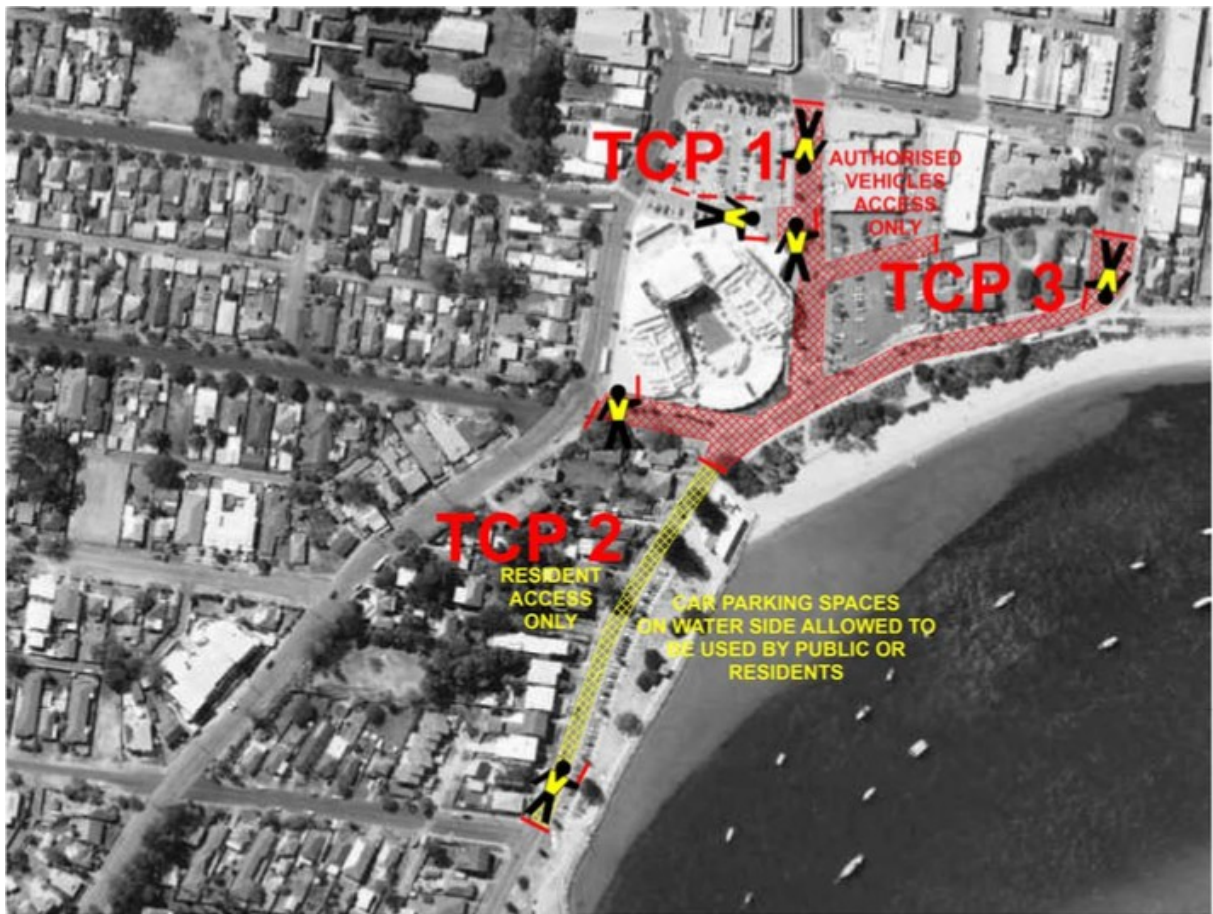 TCP 1
AUTHORISED
VEHICLES
ACCESS
ONLY
TCP 3
TCP 2
RESIDENT
ACCESS
ONLY
CAR PARKING SPACES
ON WATER SIDE ALLOWED TO
BE USED BY PUBLIC OR
RESIDENTS